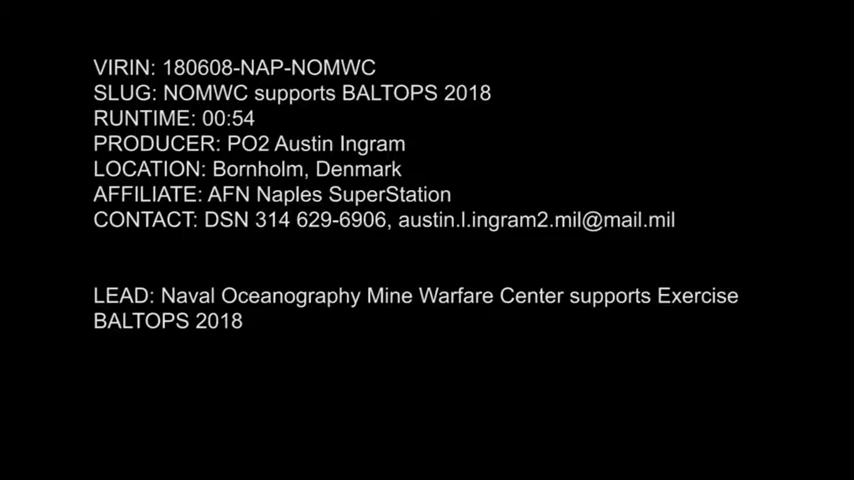 VIRIN: 180608-NAP-NOMWC
SLUG: NOMWC supports BALTOPS 2018
RUNTIME: 00:54
PRODUCER: PO2 Austin Ingram
LOCATION: Bornholm, Denmark
AFFILIATE: AFN Naples SuperStation
CONTACT: DSN 314 629-6906, austin.l.ingram2.mil@mail.mil
LEAD: Naval Oceanography Mine Warfare Center supports Exercise
BALTOPS 2018